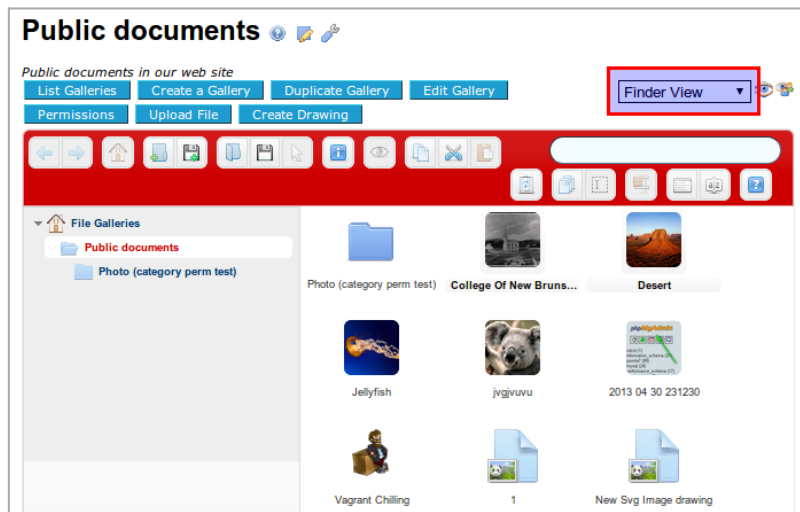 Public documents
Public documents in our web site
List Galleries Create a Gallery Duplicate Gallery Edit Gallery
Finder View
Permissions Upload File Create Drawing
File Galleries
Public documents
Photo (category perm test)
Photo (category perm test) College Of New Bruns... Desert
phpMyAdmin
Jellyfish jvgjvuvu 2013 04 30 231230
Vagrant Chilling 1 New Svg Image drawing